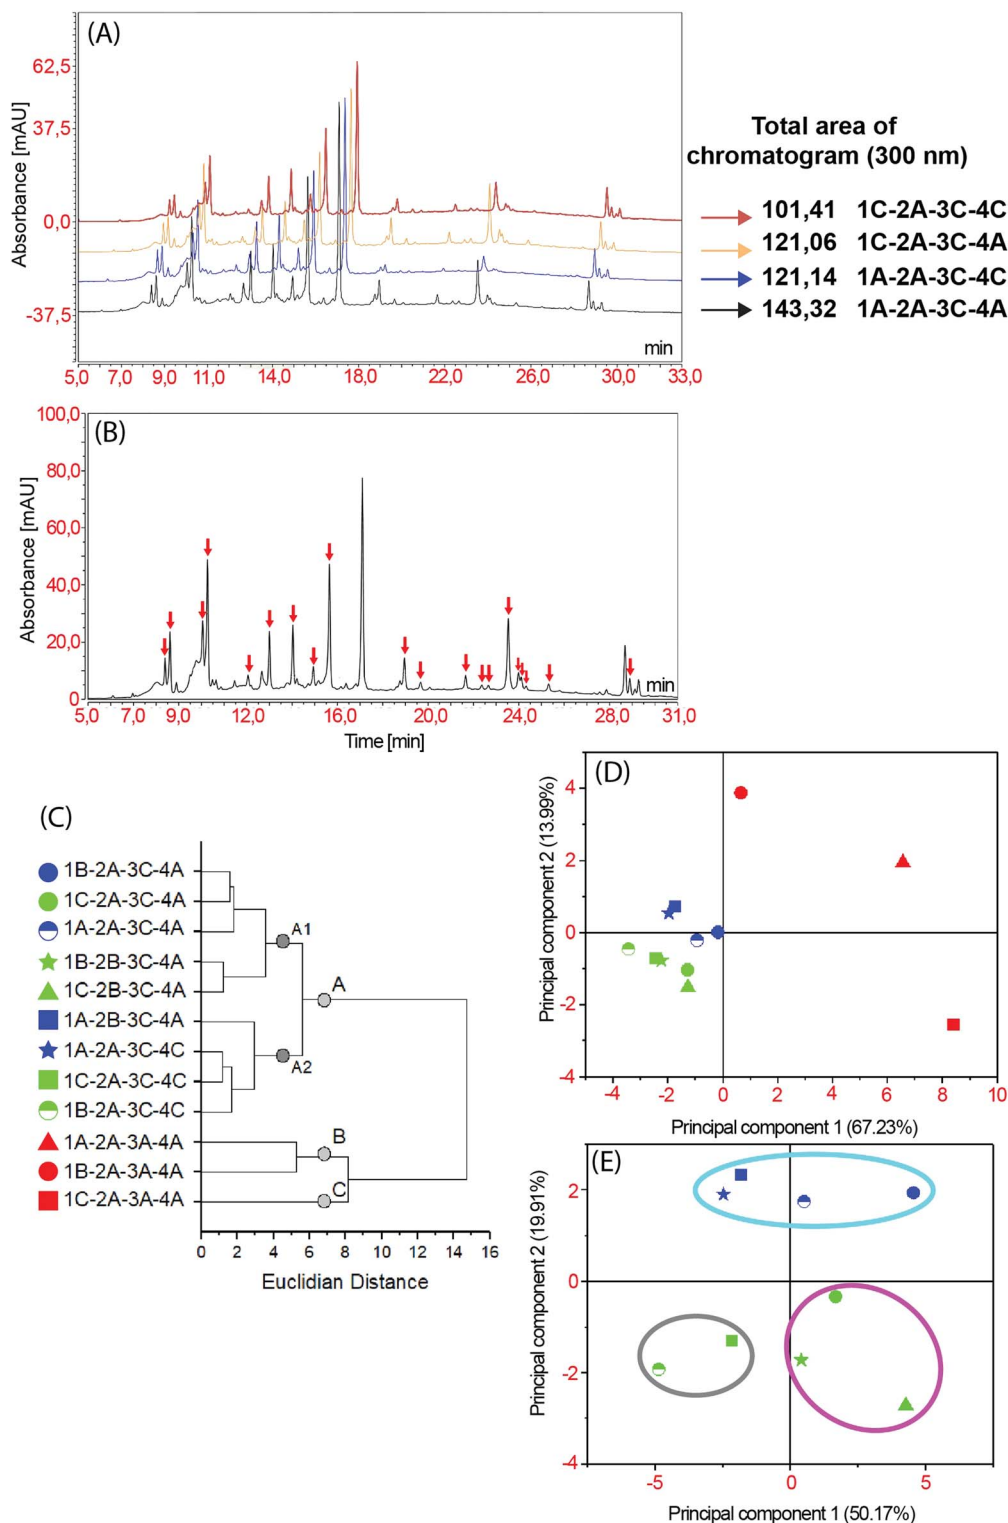 (A)
62,5
37,5
0,0
-37,5
Absorbance [mAU]
min
5,0 7,0 9,0 11,0 14,0 18,0 22,0 26,0 33,0
Total area of
chromatogram (300 nm)
101,41 1C-2A-3C-4C
121,06 1C-2A-3C-4A
121,14 1A-2A-3C-4C
143,32 1A-2A-3C-4A
(B)
100,0
80,0
60,0
40,0
20,0
0
Absorbance [mAU]
min
5,0 7,0 9,0 12,0 16,0 20,0 24,0 28,0 31,0
Time [min]
(C)
1B-2A-3C-4A
1C-2A-3C-4A
1A-2A-3C-4A
1B-2B-3C-4A
1C-2B-3C-4A
1A-2B-3C-4A
1A-2A-3C-4C
1C-2A-3C-4C
1B-2A-3C-4C
1A-2A-3A-4A
1B-2A-3A-4A
1C-2A-3A-4A
A1
A
A2
B
C
0 2 4 6 8 10 12 14 16
Euclidian Distance
(D)
4
2
0
-2
-4
Principal component 2 (13.99%)
-4 -2 0 2 4 6 8 10
Principal component 1 (67.23%)
(E)
2
0
-2
-4
Principal component 2 (19.91%)
-5 0 5
Principal component 1 (50.17%)